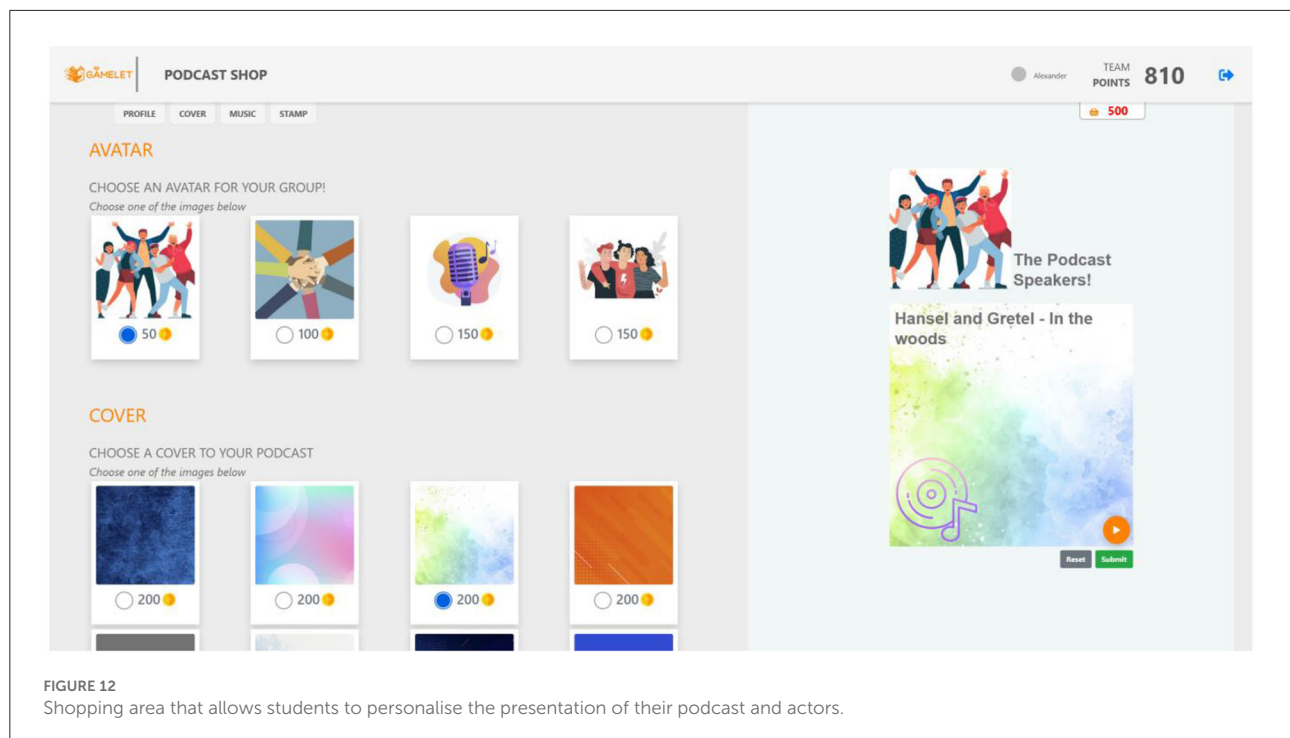 GAMELET
PODCAST SHOP
Alexander
TEAM
POINTS
810
PROFILE COVER MUSIC STAMP
500
AVATAR
CHOOSE AN AVATAR FOR YOUR GROUP!
Choose one of the images below
50 100 150 150
The Podcast
Speakers!
Hansel and Gretel - In the
woods
COVER
CHOOSE A COVER TO YOUR PODCAST
Choose one of the images below
200 200 200 200
Reset Submit
FIGURE 12
Shopping area that allows students to personalise the presentation of their podcast and actors.